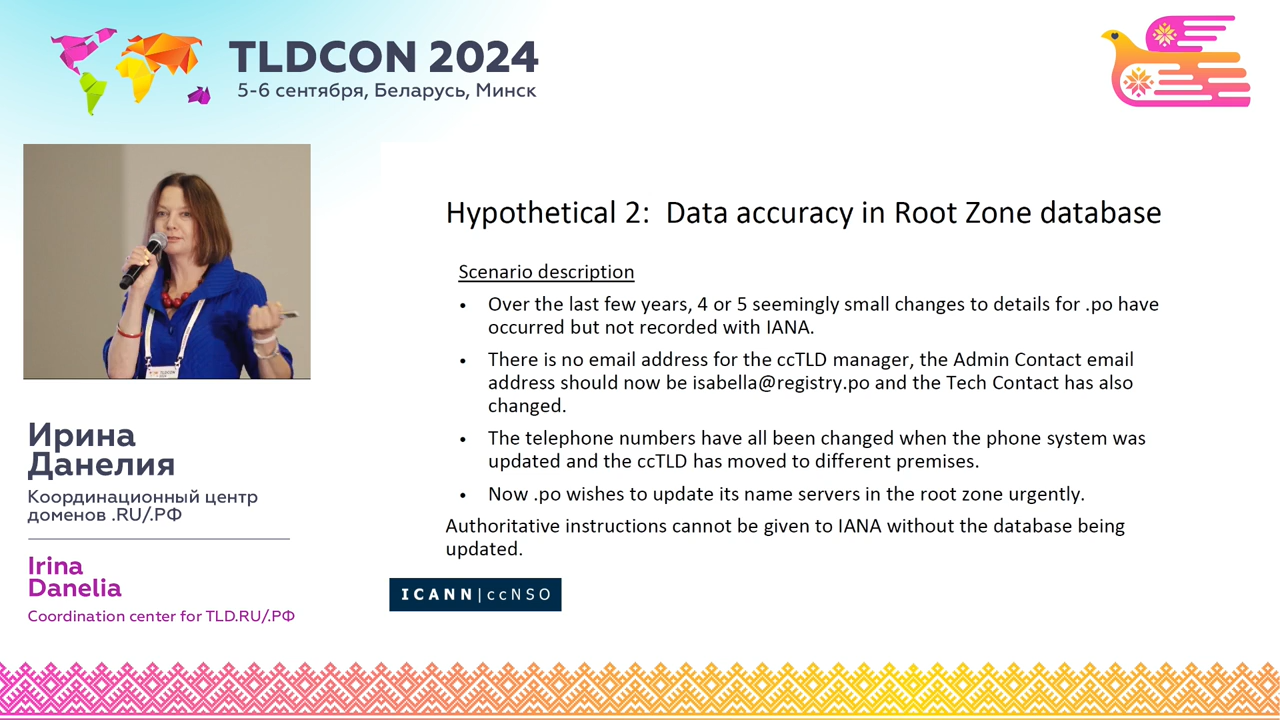 TLDCON 2024
5-6 сентября, Беларусь, Минск
Hypothetical 2: Data accuracy in Root Zone database
Scenario description
• Over the last few years, 4 or 5 seemingly small changes to details for .po have
occurred but not recorded with IANA.
• There is no email address for the ccTLD manager, the Admin Contact email
address should now be isabella@registry.po and the Tech Contact has also
changed.
• The telephone numbers have all been changed when the phone system was
updated and the ccTLD has moved to different premises.
• Now .po wishes to update its name servers in the root zone urgently.
Authoritative instructions cannot be given to IANA without the database being
updated.
ICANN|ccNSO
Ирина
Данелия
Координационный центр
доменов .RU/.РФ
Irina
Danelia
Coordination center for TLD.RU/.РФ